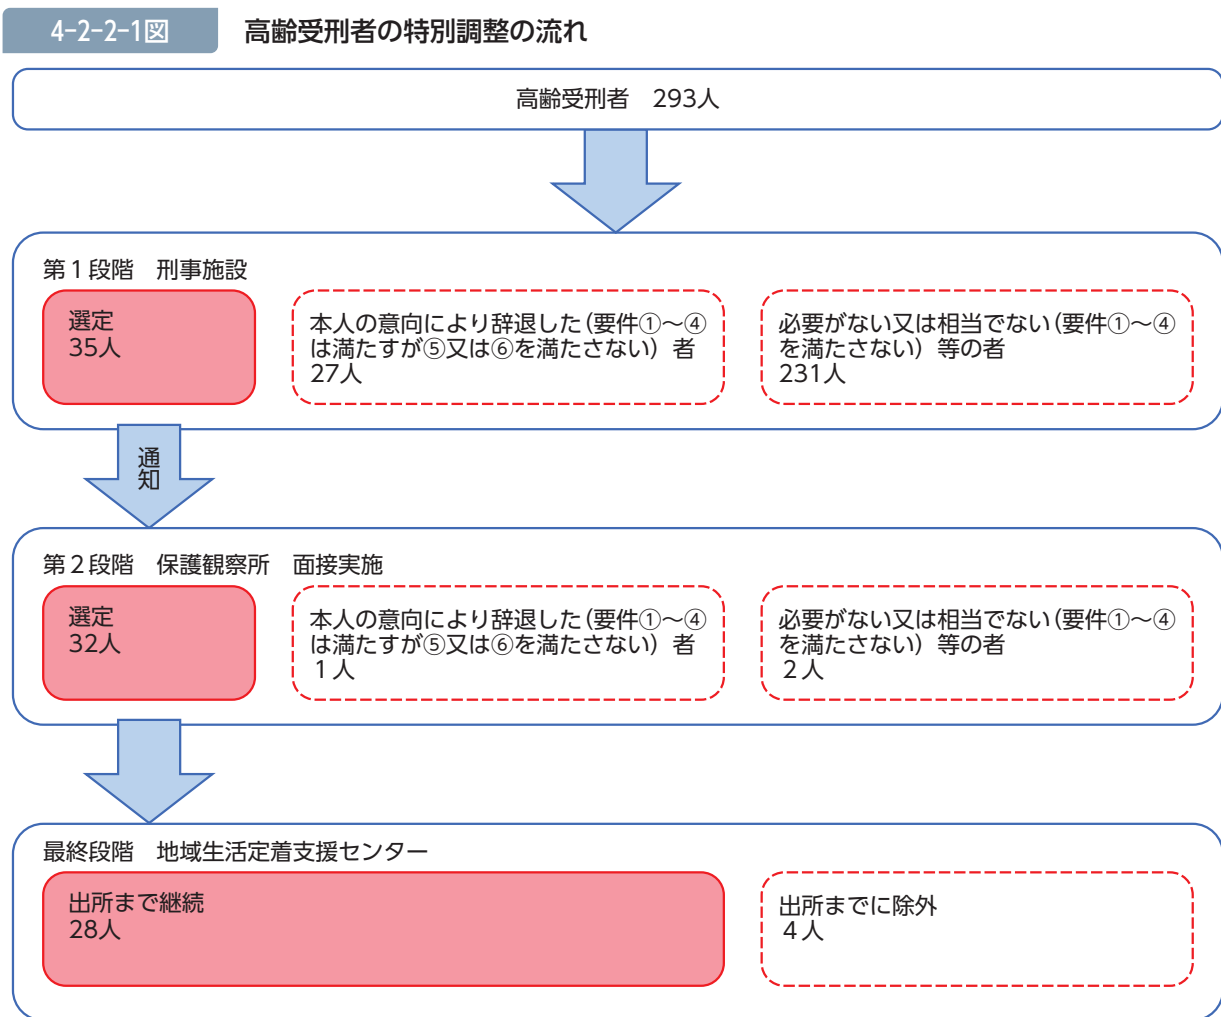 4-2-2-1図
高齢受刑者の特別調整の流れ
高齢受刑者　293人
第１段階　刑事施設
選定
35人
本人の意向により辞退した（要件①～④
は満たすが⑤又は⑥を満たさない）者
27人
必要がない又は相当でない（要件①～④
を満たさない）等の者
231人
通知
第２段階　保護観察所　面接実施
選定
32人
本人の意向により辞退した（要件①～④
は満たすが⑤又は⑥を満たさない）者
１人
必要がない又は相当でない（要件①～④
を満たさない）等の者
２人
最終段階　地域生活定着支援センター
出所まで継続
28人
出所までに除外
４人